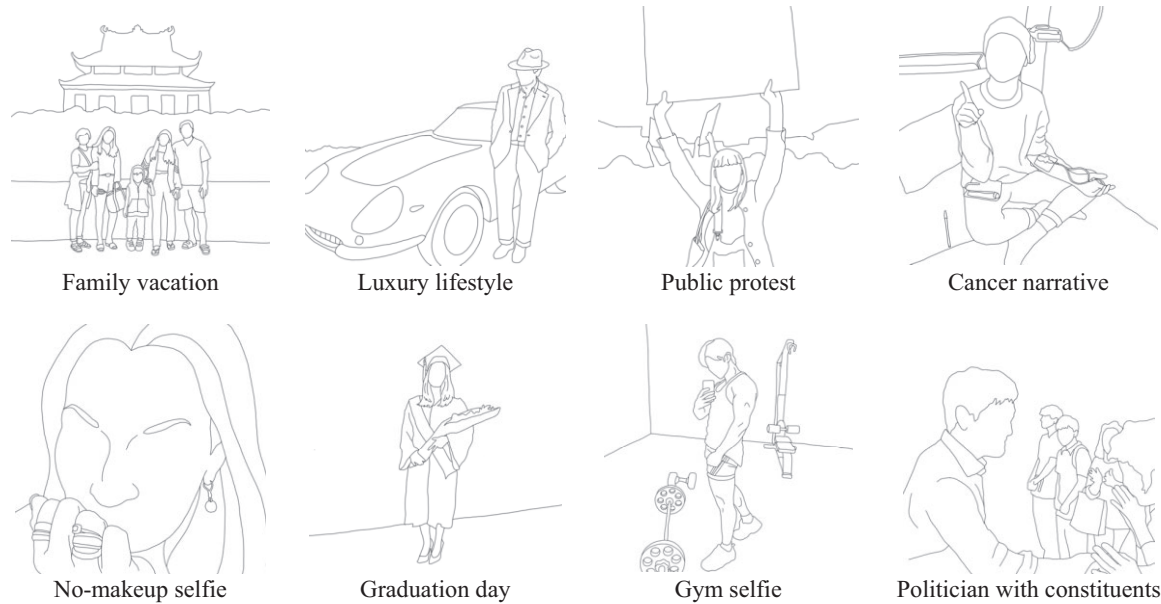 Family vacation
Luxury lifestyle
Public protest
Cancer narrative
No-makeup selfie
Graduation day
Gym selfie
Politician with constituents